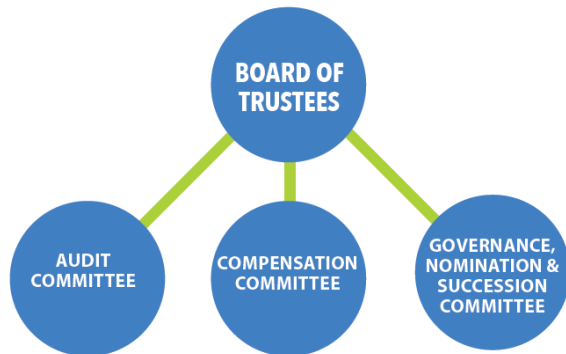 BOARD OF
TRUSTEES
AUDIT
COMMITTEE
COMPENSATION
COMMITTEE
GOVERNANCE,
NOMINATION &
SUCCESSION
COMMITTEE